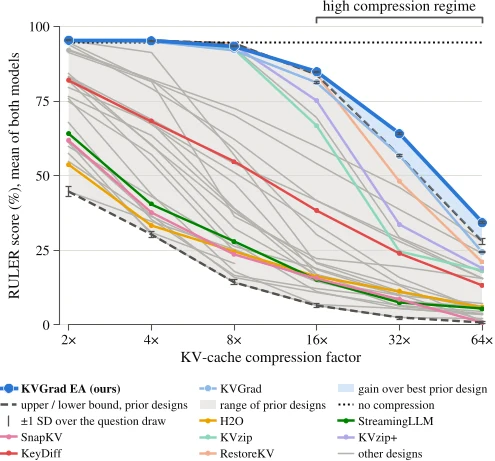 high compression regime
100
75
50
25
0
RULER score (%), mean of both models
2× 4× 8× 16× 32× 64×
KV-cache compression factor
KVGrad EA (ours) KVGrad gain over best prior design
upper / lower bound, prior designs range of prior designs no compression
±1 SD over the question draw H2O StreamingLLM
SnapKV KVzip KVzip+
KeyDiff RestoreKV other designs